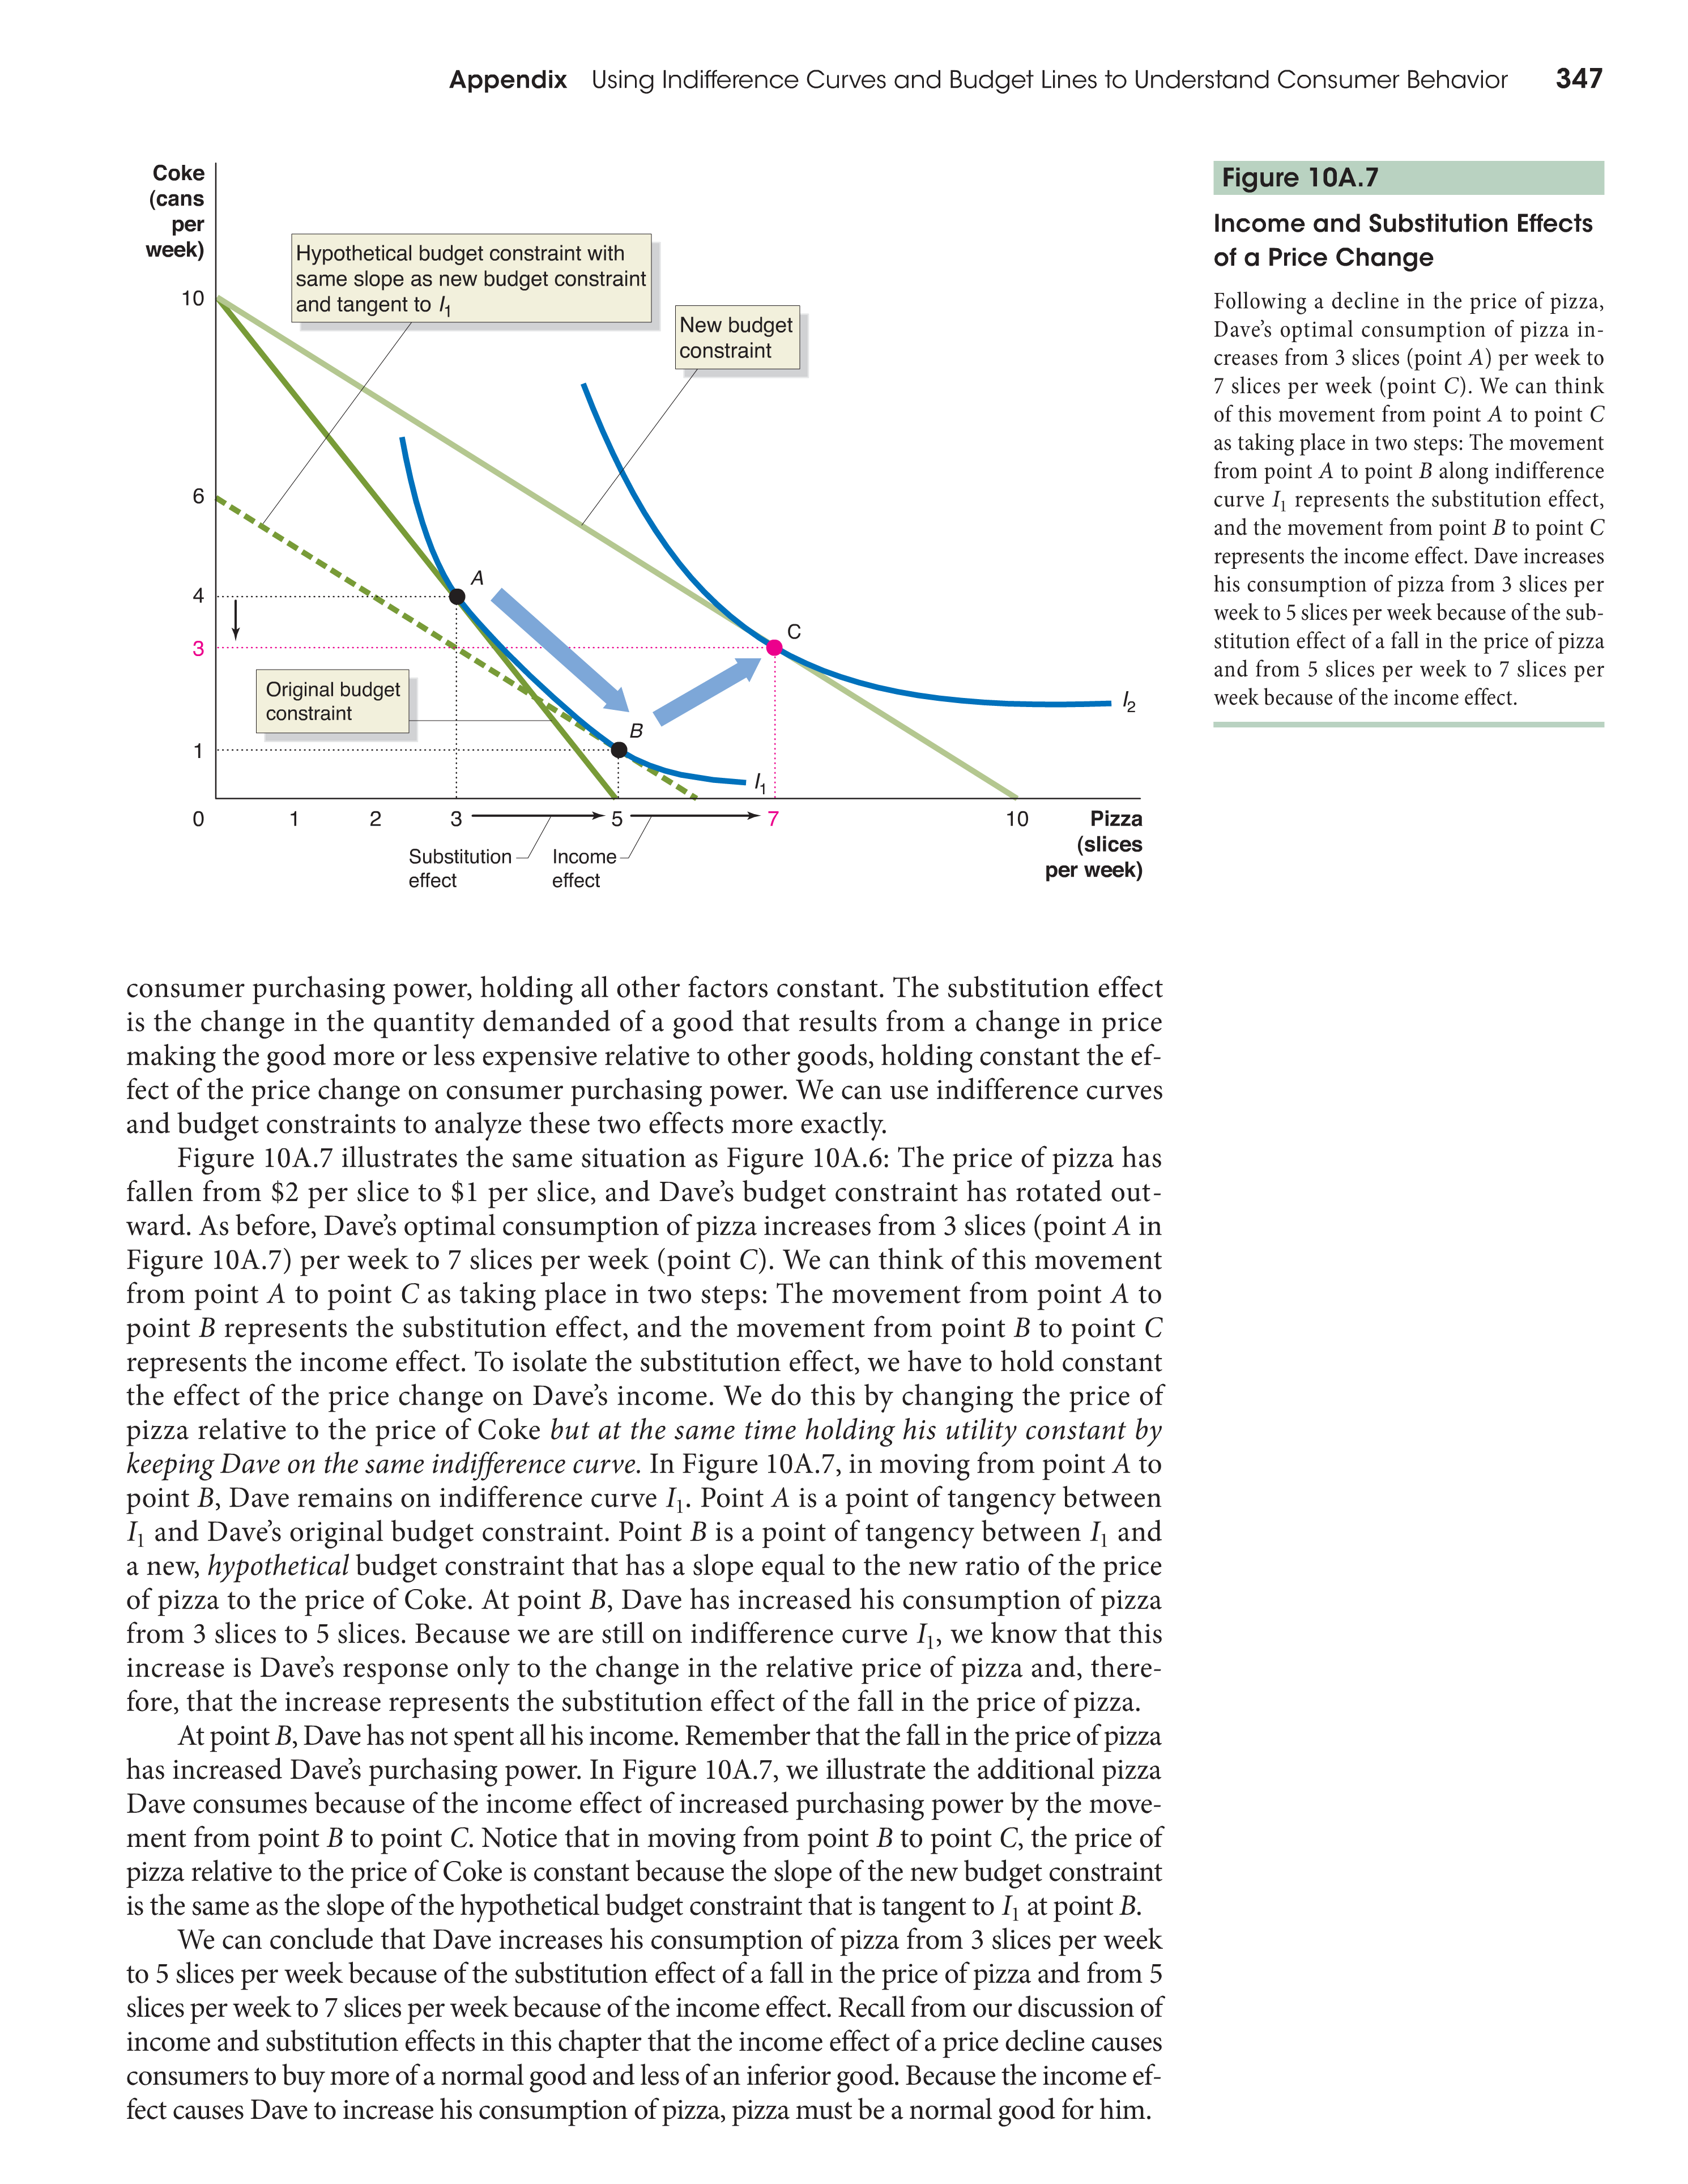 Appendix Using Indifference Curves and Budget Lines to Understand Consumer Behavior 347
Coke
(cans
per
week)
Hypothetical budget constraint with
same slope as new budget constraint
and tangent to I1
New budget
constraint
10
6
4
3
1
A
B
C
I2
I1
Original budget
constraint
0 1 2 3 5 7 10
Pizza
(slices
per week)
Substitution
effect
Income
effect
Figure 10A.7
Income and Substitution Effects
of a Price Change
Following a decline in the price of pizza,
Dave’s optimal consumption of pizza in-
creases from 3 slices (point A) per week to
7 slices per week (point C). We can think
of this movement from point A to point C
as taking place in two steps: The movement
from point A to point B along indifference
curve I1 represents the substitution effect,
and the movement from point B to point C
represents the income effect. Dave increases
his consumption of pizza from 3 slices per
week to 5 slices per week because of the sub-
stitution effect of a fall in the price of pizza
and from 5 slices per week to 7 slices per
week because of the income effect.
consumer purchasing power, holding all other factors constant. The substitution effect
is the change in the quantity demanded of a good that results from a change in price
making the good more or less expensive relative to other goods, holding constant the ef-
fect of the price change on consumer purchasing power. We can use indifference curves
and budget constraints to analyze these two effects more exactly.
Figure 10A.7 illustrates the same situation as Figure 10A.6: The price of pizza has
fallen from $2 per slice to $1 per slice, and Dave’s budget constraint has rotated out-
ward. As before, Dave’s optimal consumption of pizza increases from 3 slices (point A in
Figure 10A.7) per week to 7 slices per week (point C). We can think of this movement
from point A to point C as taking place in two steps: The movement from point A to
point B represents the substitution effect, and the movement from point B to point C
represents the income effect. To isolate the substitution effect, we have to hold constant
the effect of the price change on Dave’s income. We do this by changing the price of
pizza relative to the price of Coke but at the same time holding his utility constant by
keeping Dave on the same indifference curve. In Figure 10A.7, in moving from point A to
point B, Dave remains on indifference curve I1. Point A is a point of tangency between
I1 and Dave’s original budget constraint. Point B is a point of tangency between I1 and
a new, hypothetical budget constraint that has a slope equal to the new ratio of the price
of pizza to the price of Coke. At point B, Dave has increased his consumption of pizza
from 3 slices to 5 slices. Because we are still on indifference curve I1, we know that this
increase is Dave’s response only to the change in the relative price of pizza and, there-
fore, that the increase represents the substitution effect of the fall in the price of pizza.
At point B, Dave has not spent all his income. Remember that the fall in the price of pizza
has increased Dave’s purchasing power. In Figure 10A.7, we illustrate the additional pizza
Dave consumes because of the income effect of increased purchasing power by the move-
ment from point B to point C. Notice that in moving from point B to point C, the price of
pizza relative to the price of Coke is constant because the slope of the new budget constraint
is the same as the slope of the hypothetical budget constraint that is tangent to I1 at point B.
We can conclude that Dave increases his consumption of pizza from 3 slices per week
to 5 slices per week because of the substitution effect of a fall in the price of pizza and from 5
slices per week to 7 slices per week because of the income effect. Recall from our discussion of
income and substitution effects in this chapter that the income effect of a price decline causes
consumers to buy more of a normal good and less of an inferior good. Because the income ef-
fect causes Dave to increase his consumption of pizza, pizza must be a normal good for him.